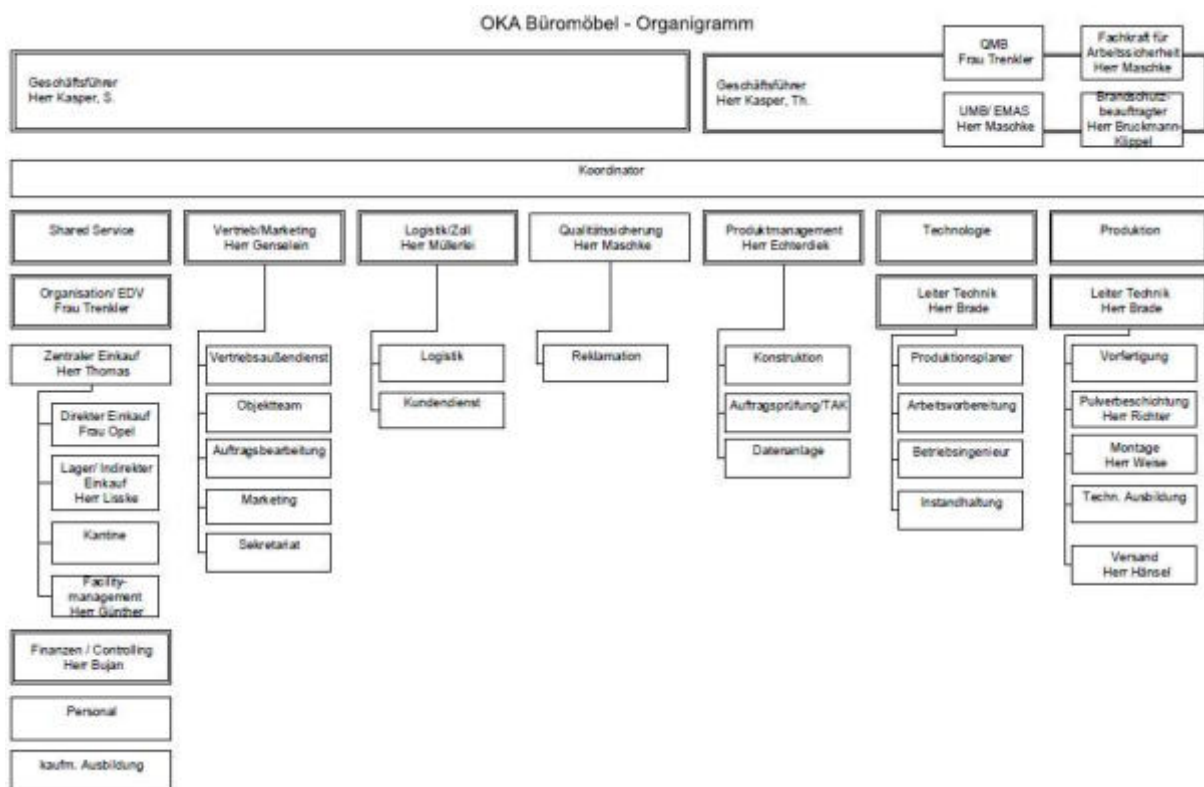 OKA Büromöbel - Organigramm
Geschäftsführer
Herr Kasper, S.
Geschäftsführer
Herr Kasper, Th.
QMB
Frau Trenkler
Fachkraft für
Arbeitssicherheit
Herr Maschke
UMB/ EMAS
Herr Maschke
Brandschutz-
beauftragter
Herr Bruckmann-
Klippel
Koordinator
Shared Service
Organisation/ EDV
Frau Trenkler
Zentraler Einkauf
Herr Thomas
Direkter Einkauf
Frau Opel
Lager/ Indirekter
Einkauf
Herr Lisske
Kantine
Facility-
management
Herr Günther
Finanzen / Controlling
Herr Bujan
Personal
kaufm. Ausbildung
Vertrieb/Marketing
Herr Genselein
Vertriebsaußendienst
Objektteam
Auftragsbearbeitung
Marketing
Sekretariat
Logistik/Zoll
Herr Müllerlei
Logistik
Kundendienst
Qualitätssicherung
Herr Maschke
Reklamation
Produktmanagement
Herr Echterdiek
Konstruktion
Auftragsprüfung/TAK
Datenanlage
Technologie
Leiter Technik
Herr Brade
Produktionsplaner
Arbeitsvorbereitung
Betriebsingenieur
Instandhaltung
Produktion
Leiter Technik
Herr Brade
Vorfertigung
Pulverbeschichtung
Herr Richter
Montage
Herr Weise
Techn. Ausbildung
Versand
Herr Hänsel